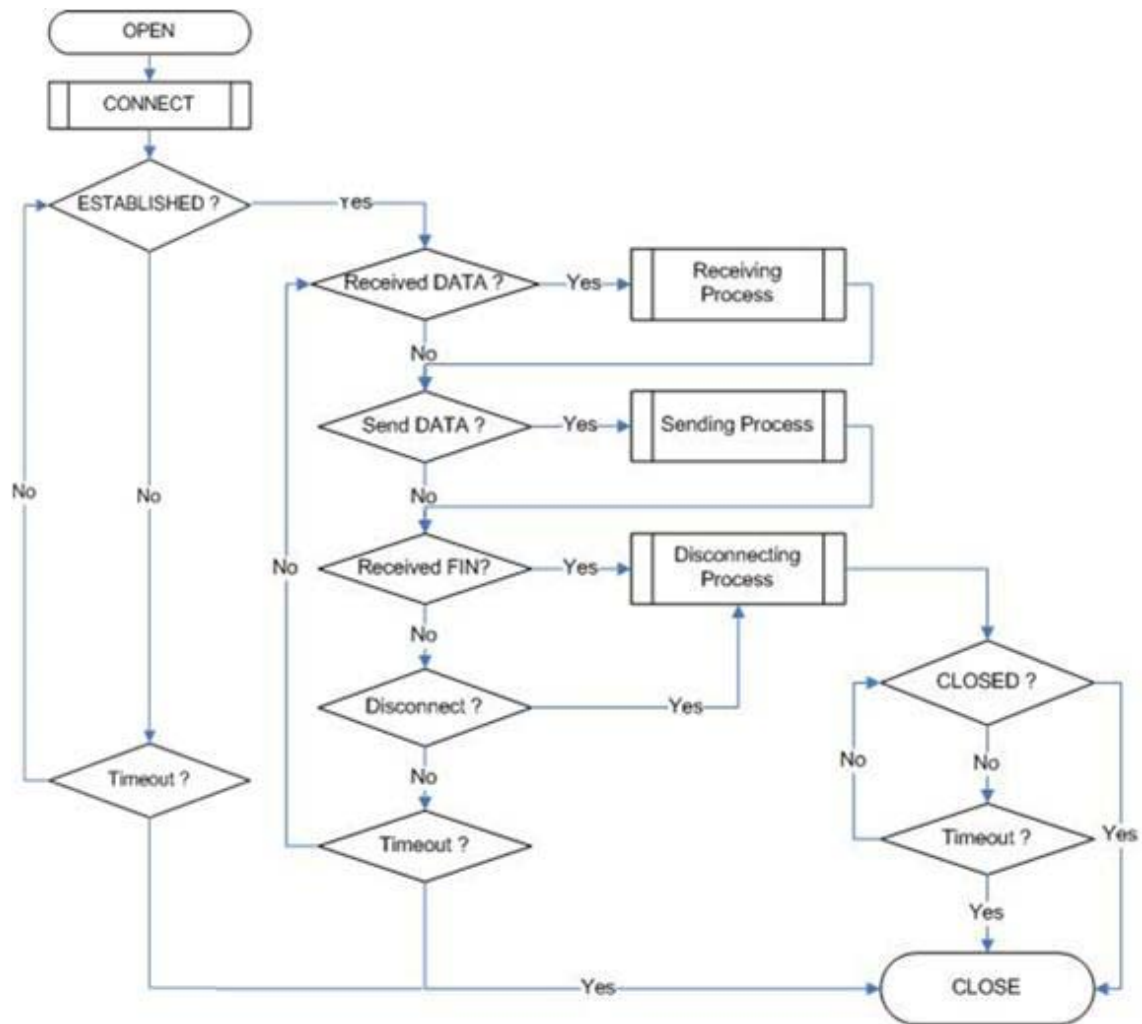 OPEN
CONNECT
ESTABLISHED ?
Yes
Received DATA ?
Yes
Receiving
Process
No
Send DATA ?
Yes
Sending Process
No
No
No
Received FIN?
Yes
Disconnecting
Process
No
No
Disconnect ?
Yes
CLOSED ?
No
Timeout ?
No
No
Timeout ?
Timeout ?
Yes
Yes
Yes
CLOSE